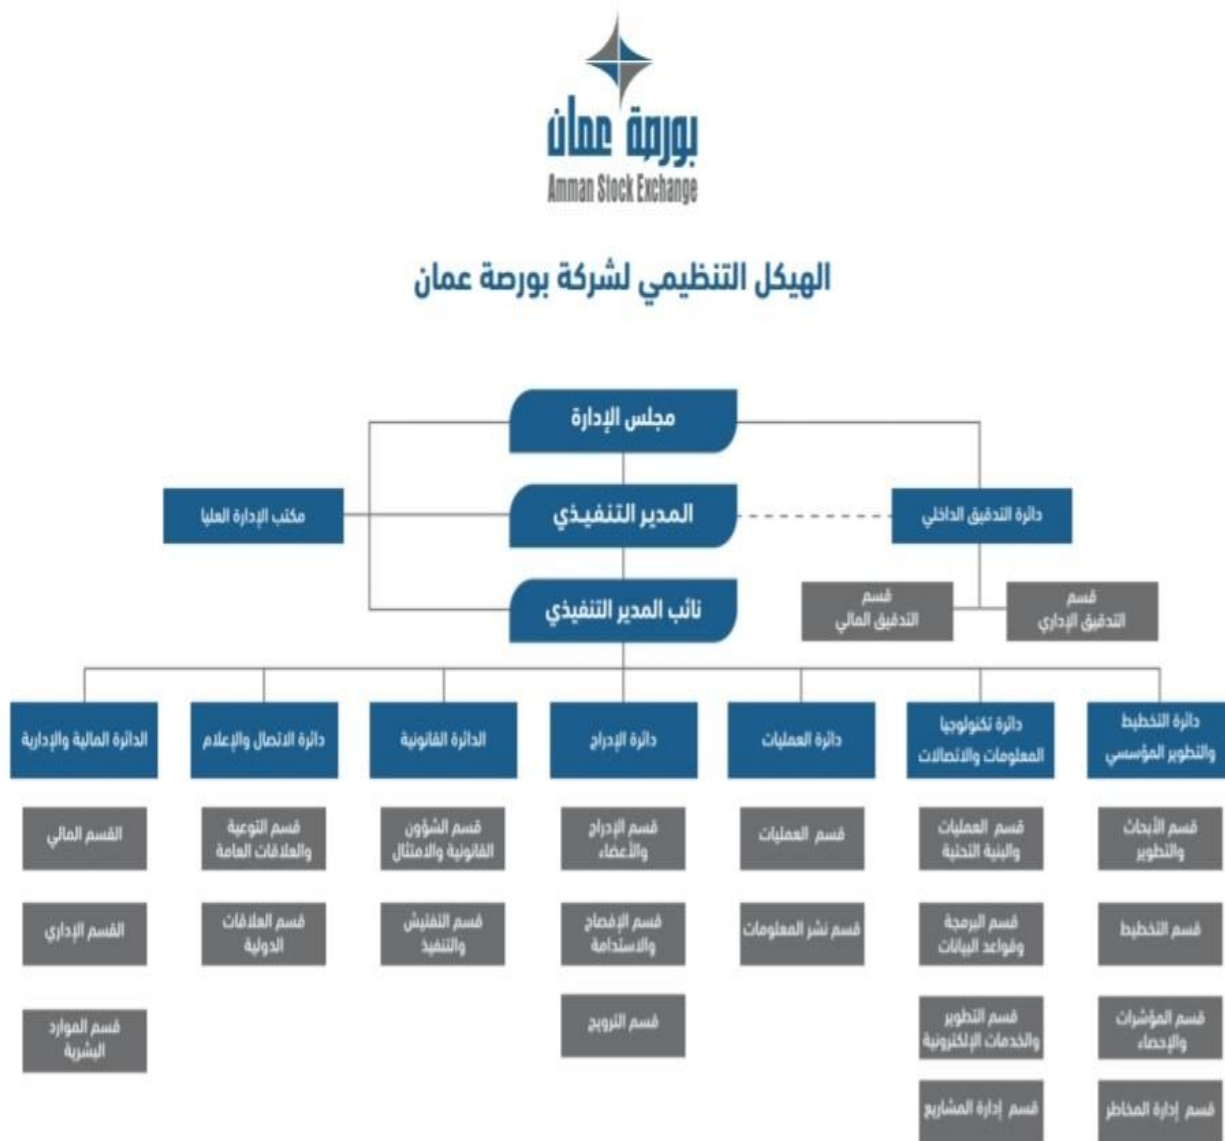 بورصة عمان
Amman Stock Exchange
الهيكل التنظيمي لشركة بورصة عمان
مجلس الإدارة
دائرة التدقيق الداخلي
المدير التنفيذي
مكتب الإدارة العليا
قسم
التدقيق الإداري
قسم
التدقيق المالي
نائب المدير التنفيذي
دائرة التخطيط
والتطوير المؤسسي
دائرة تكنولوجيا
المعلومات والاتصالات
دائرة العمليات
دائرة الإدراج
الدائرة القانونية
دائرة الاتصال والإعلام
الدائرة المالية والإدارية
قسم الأبحاث
والتطوير
قسم العمليات
والبنية التحتية
قسم العمليات
قسم الإدراج
والأعضاء
قسم الشؤون
القانونية والامتثال
قسم التوعية
والعلاقات العامة
القسم المالي
قسم التخطيط
قسم البرمجة
وقواعد البيانات
قسم نشر المعلومات
قسم الإفصاح
والاستدامة
قسم التفتيش
والتنفيذ
قسم العلاقات
الدولية
القسم الإداري
قسم المؤشرات
والإحصاء
قسم التطوير
والخدمات الإلكترونية
قسم الترويج
قسم الموارد
البشرية
قسم إدارة المخاطر
قسم إدارة المشاريع